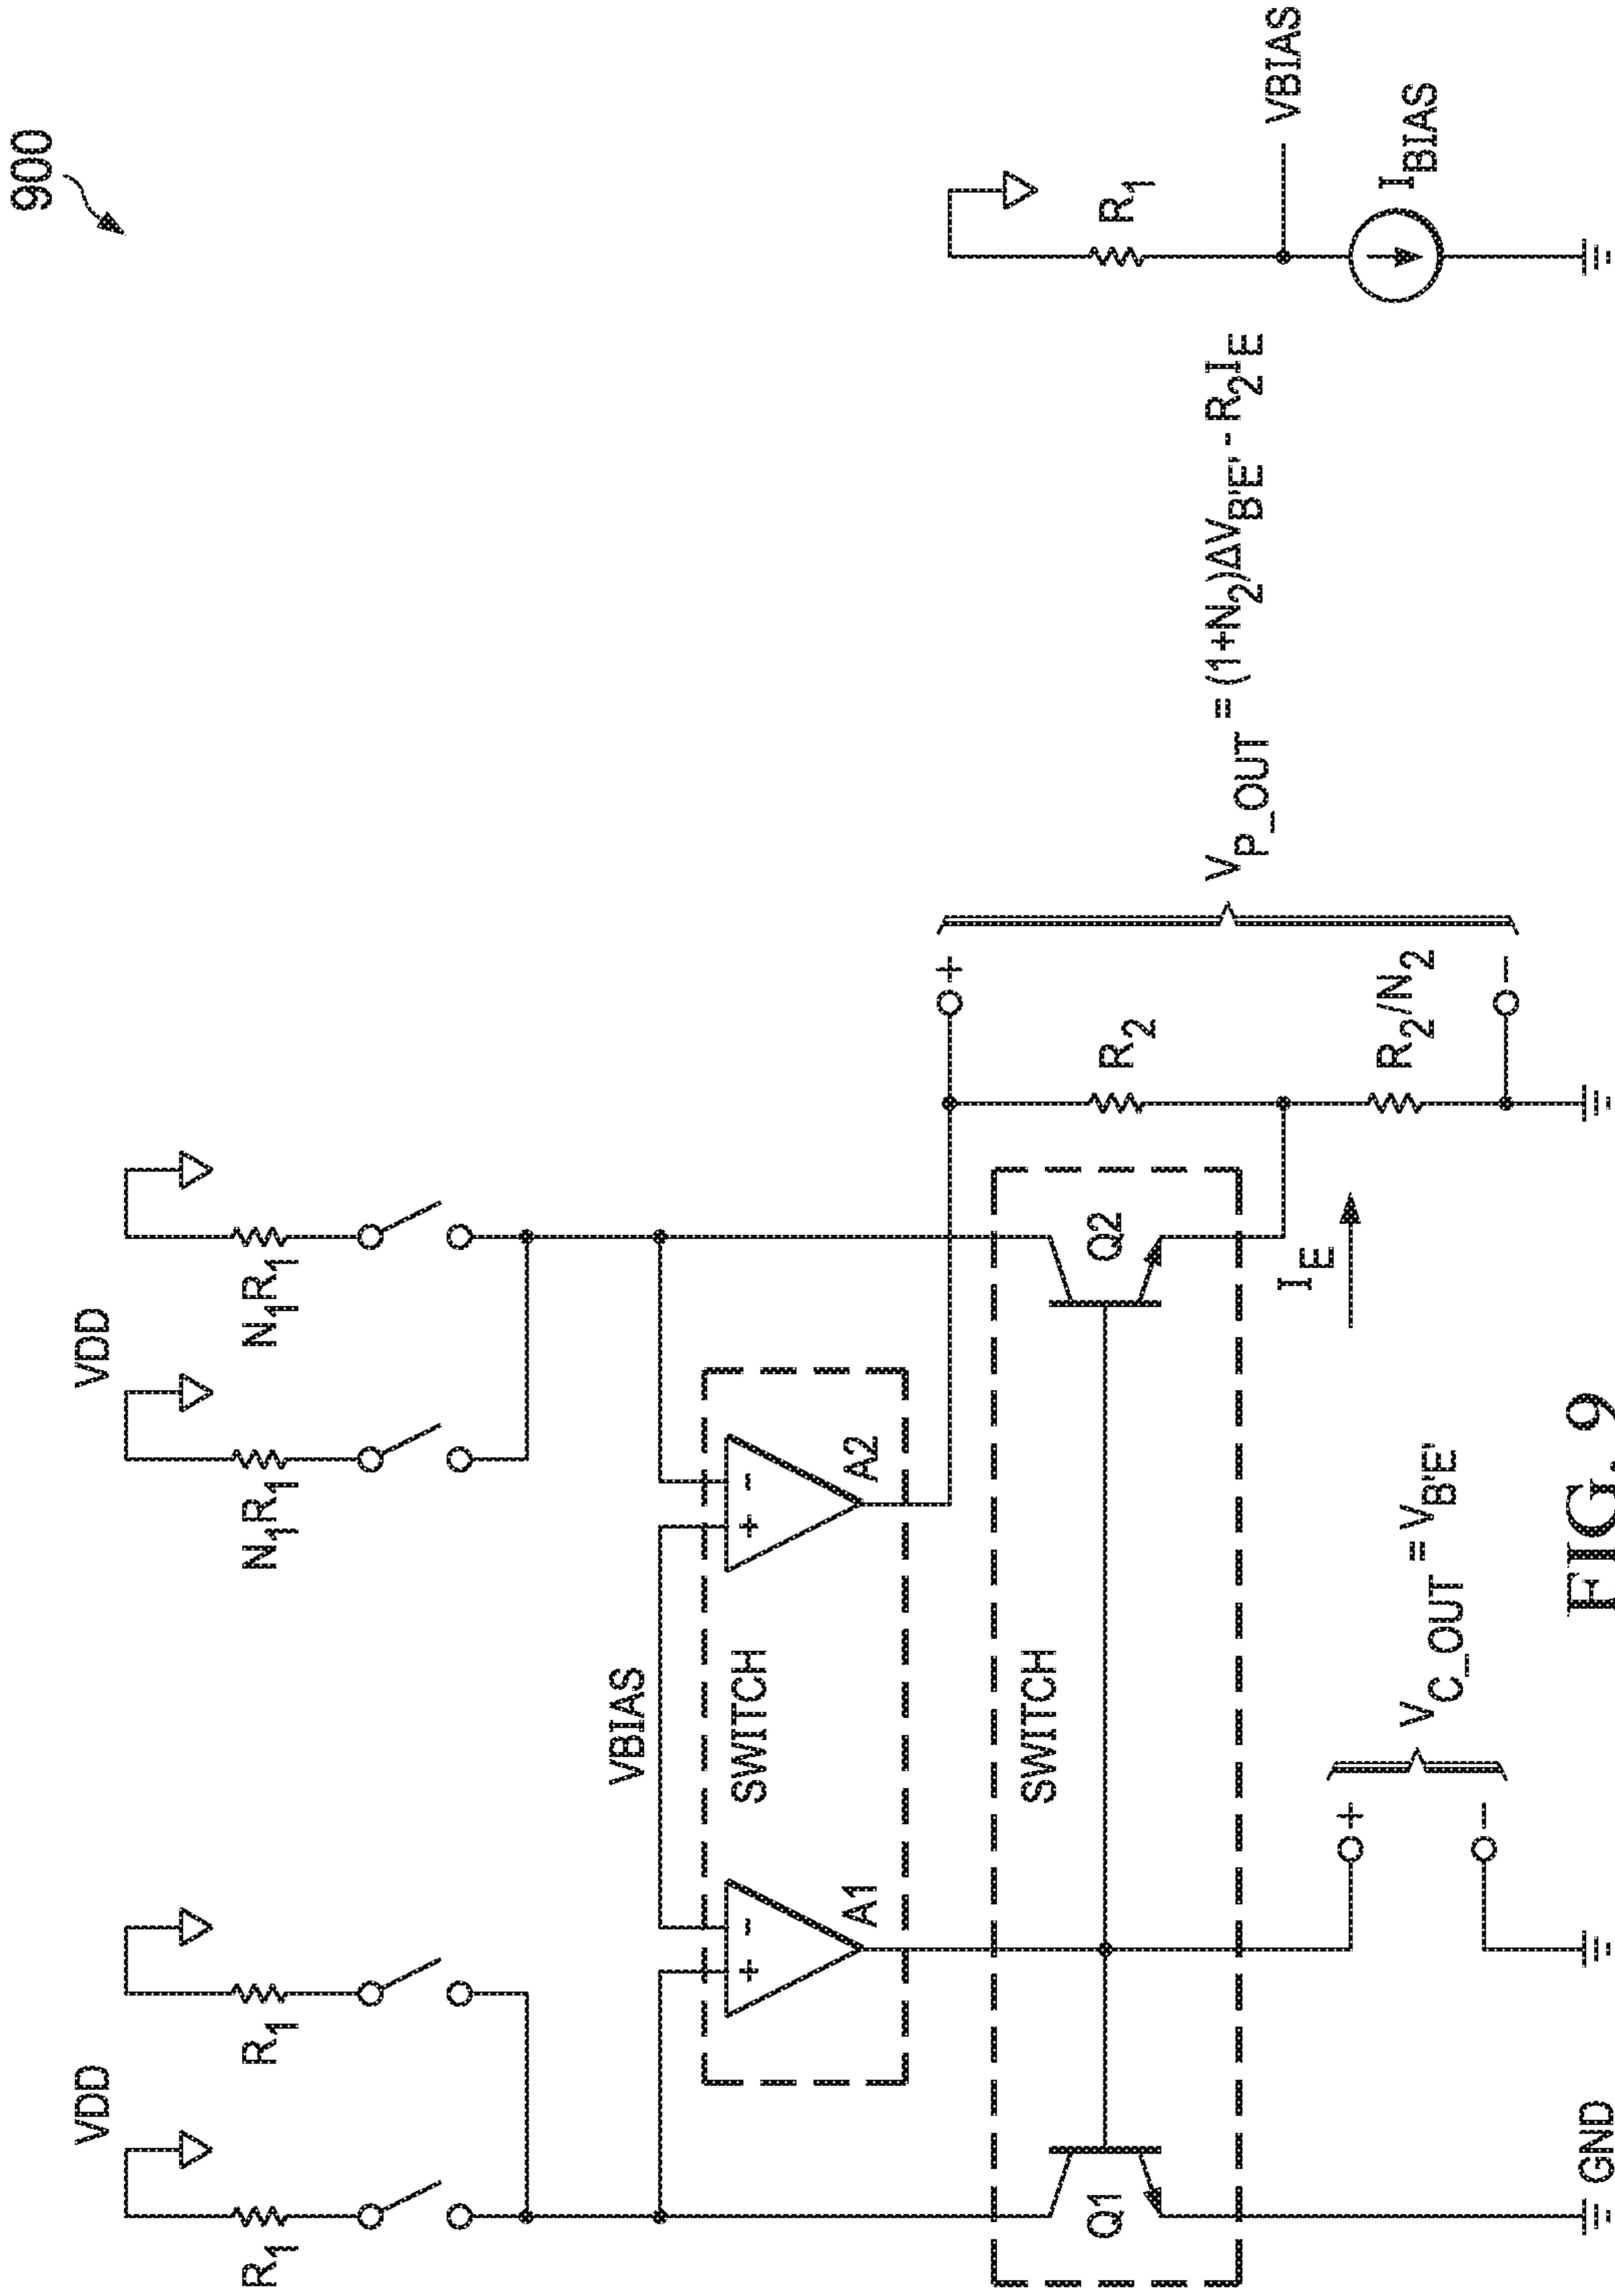 900
VDD
VDD
R1
R1
N1R1
N1R1
VBIAS
+
-
+
-
SWITCH
A1
A2
SWITCH
Q1
Q2
+
R2
R2/N2
-
VP_OUT = (1+N2)ΔVB'E' - R2IE
R1
VBIAS
IBIAS
IE
+
-
VC_OUT = VB'E'
GND
FIG. 9